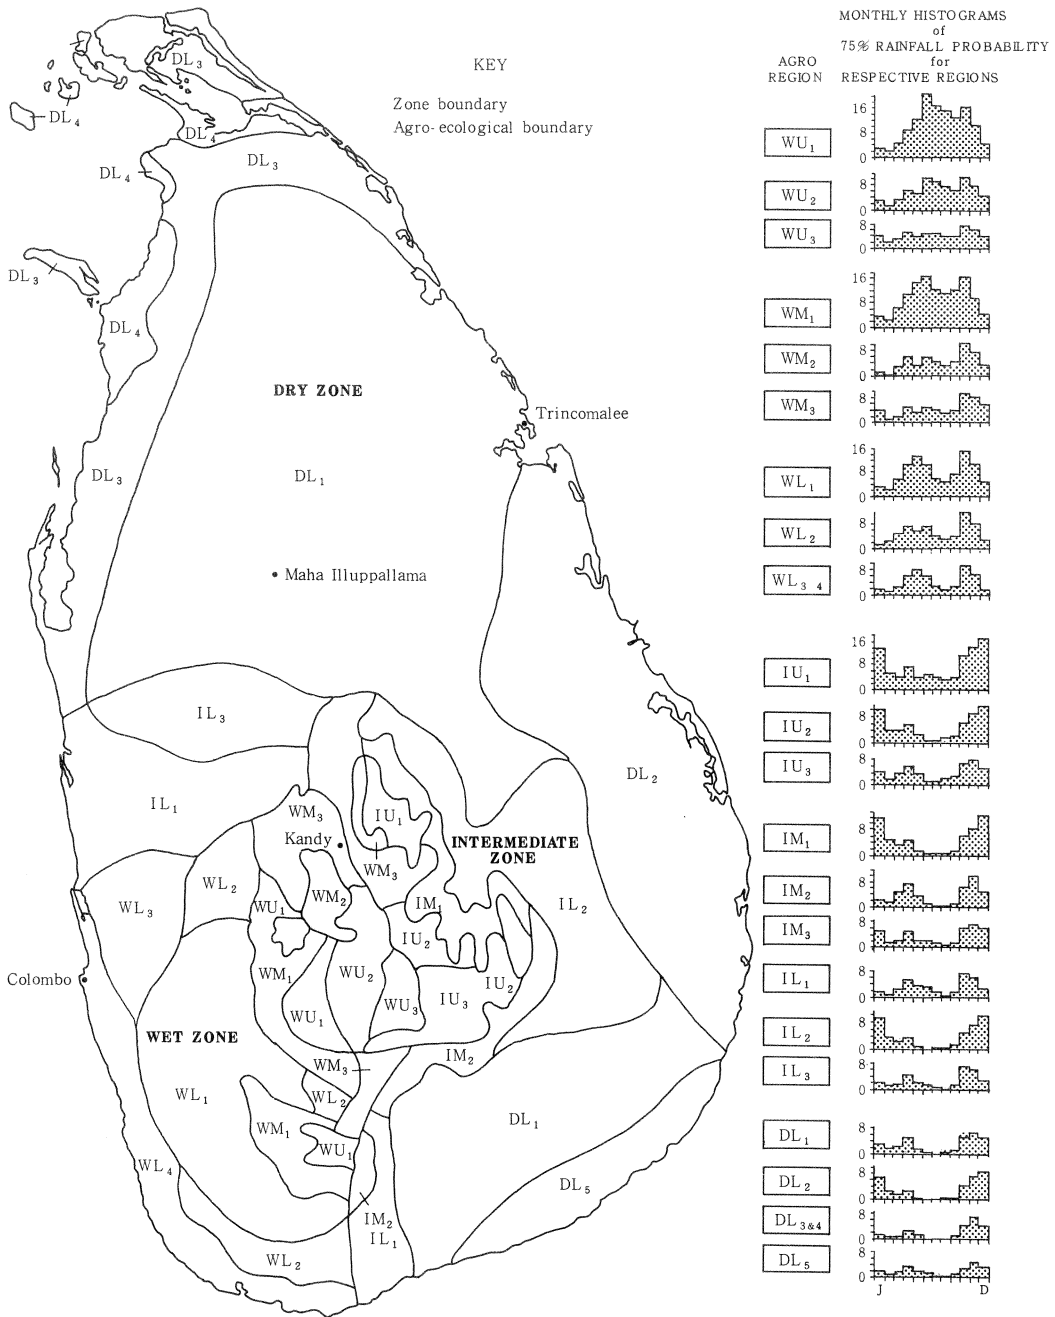 KEY
Zone boundary
Agro-ecological boundary
DL3
DL4
DL4
DL3
DL4
DL3
DL4
DRY ZONE
Trincomalee
DL3
DL1
Maha Illuppallama
IL3
DL2
IL1
WM3
IU1
Kandy
INTERMEDIATE
ZONE
WM3
WL2
WM2
WL3
WU1
IM1
IL2
IU2
Colombo
WM1
WU2
IU2
WU3
IU3
WU1
WET ZONE
IM2
WM3
WL1
WL2
DL1
WM1
WU1
WL4
DL5
IM2
IL1
WL2
MONTHLY HISTOGRAMS
of
75% RAINFALL PROBABILITY
for
RESPECTIVE REGIONS
AGRO
REGION
WU1
16
8
0
WU2
8
0
WU3
8
0
WM1
16
8
0
WM2
8
0
WM3
8
0
WL1
16
8
0
WL2
8
0
WL3 4
8
0
IU1
16
8
0
IU2
8
0
IU3
8
0
IM1
8
0
IM2
8
0
IM3
8
0
IL1
8
0
IL2
8
0
IL3
8
0
DL1
8
0
DL2
8
0
DL3&4
8
0
DL5
8
0
J D